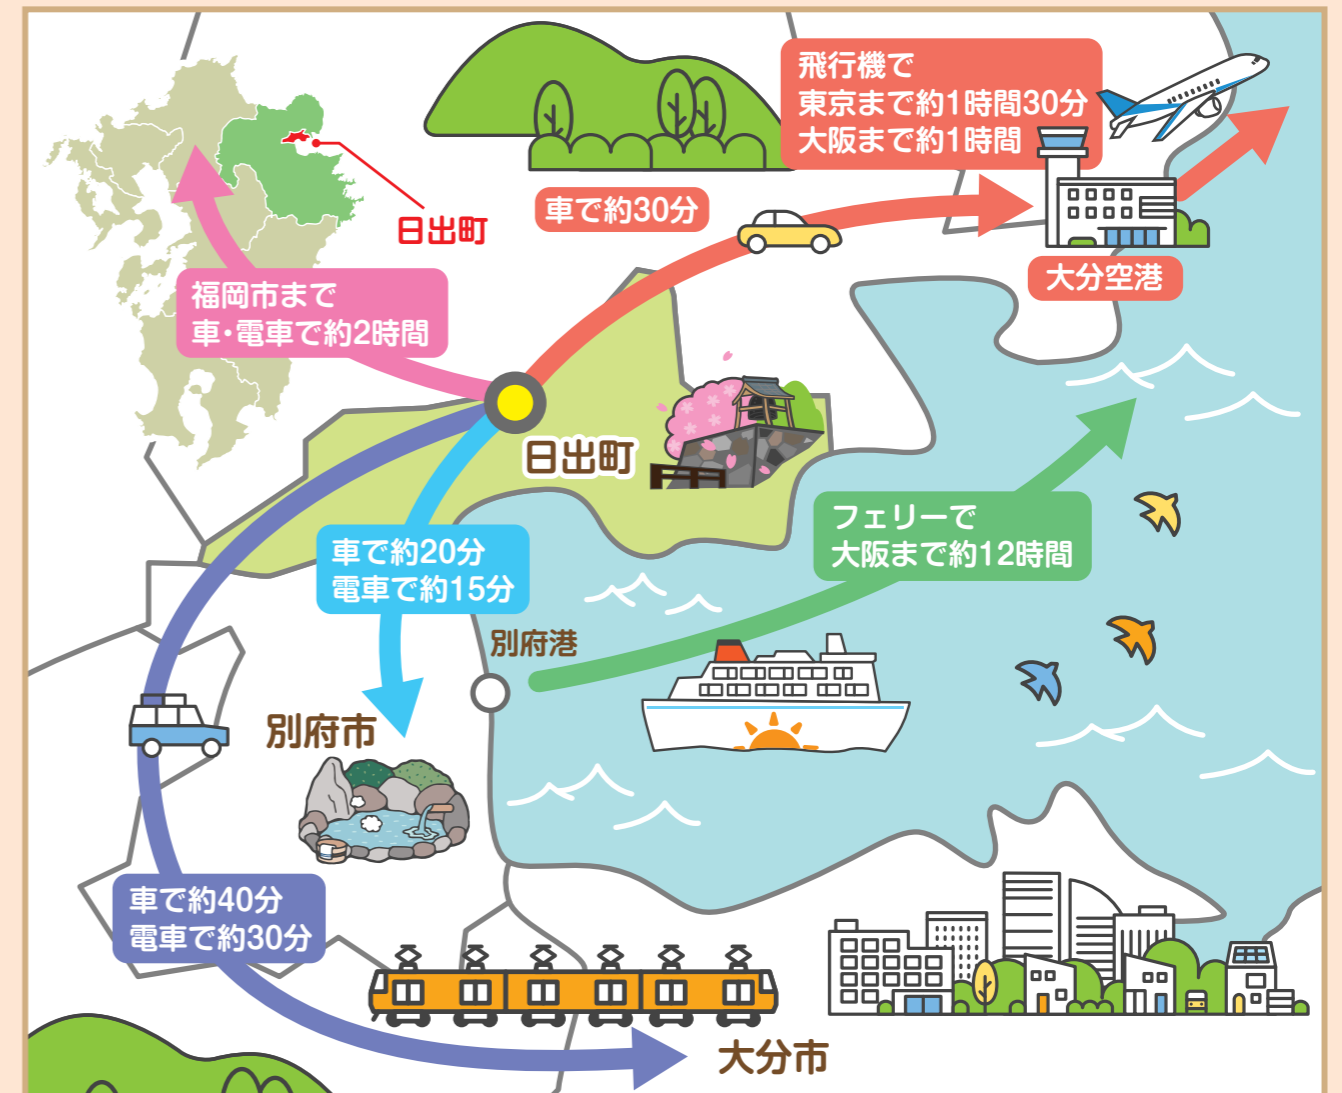 飛行機で
東京まで約1時間30分
大阪まで約1時間
車で約30分
日出町
大分空港
福岡市まで
車・電車で約2時間
日出町
フェリーで
大阪まで約12時間
車で約20分
電車で約15分
別府港
別府市
車で約40分
電車で約30分
大分市